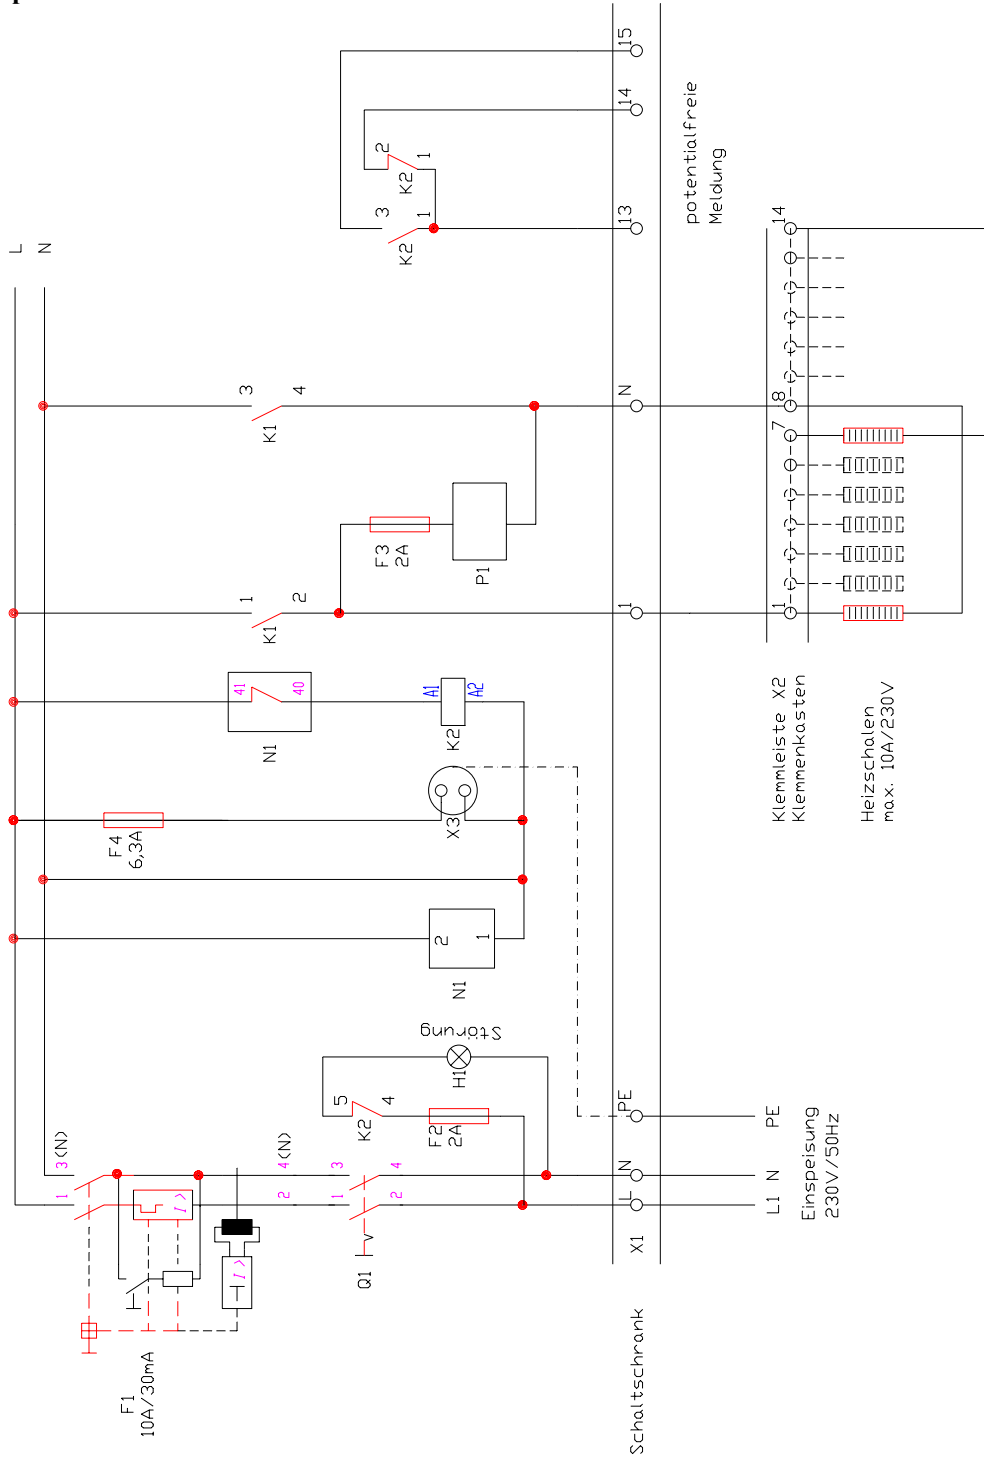 L
N
F1
10A/30mA
3(N)
1
4(N)
2
I >
I >
Q1
3
1
4
2
K2
5
4
F2
2A
H1
Störung
N1
2
1
F4
6,3A
X3
N1
41
40
K2
A1
A2
K1
1
2
F3
2A
P1
K1
3
4
K2
3
1
K2
2
1
Schaltschrank
X1
L
N
PE
1
N
13
14
15
L1
N
PE
Einspeisung
230V/50Hz
potentialfreie
Meldung
Klemmleiste X2
Klemmenkasten
1
7
8
14
Heizschalen
max. 10A/230V